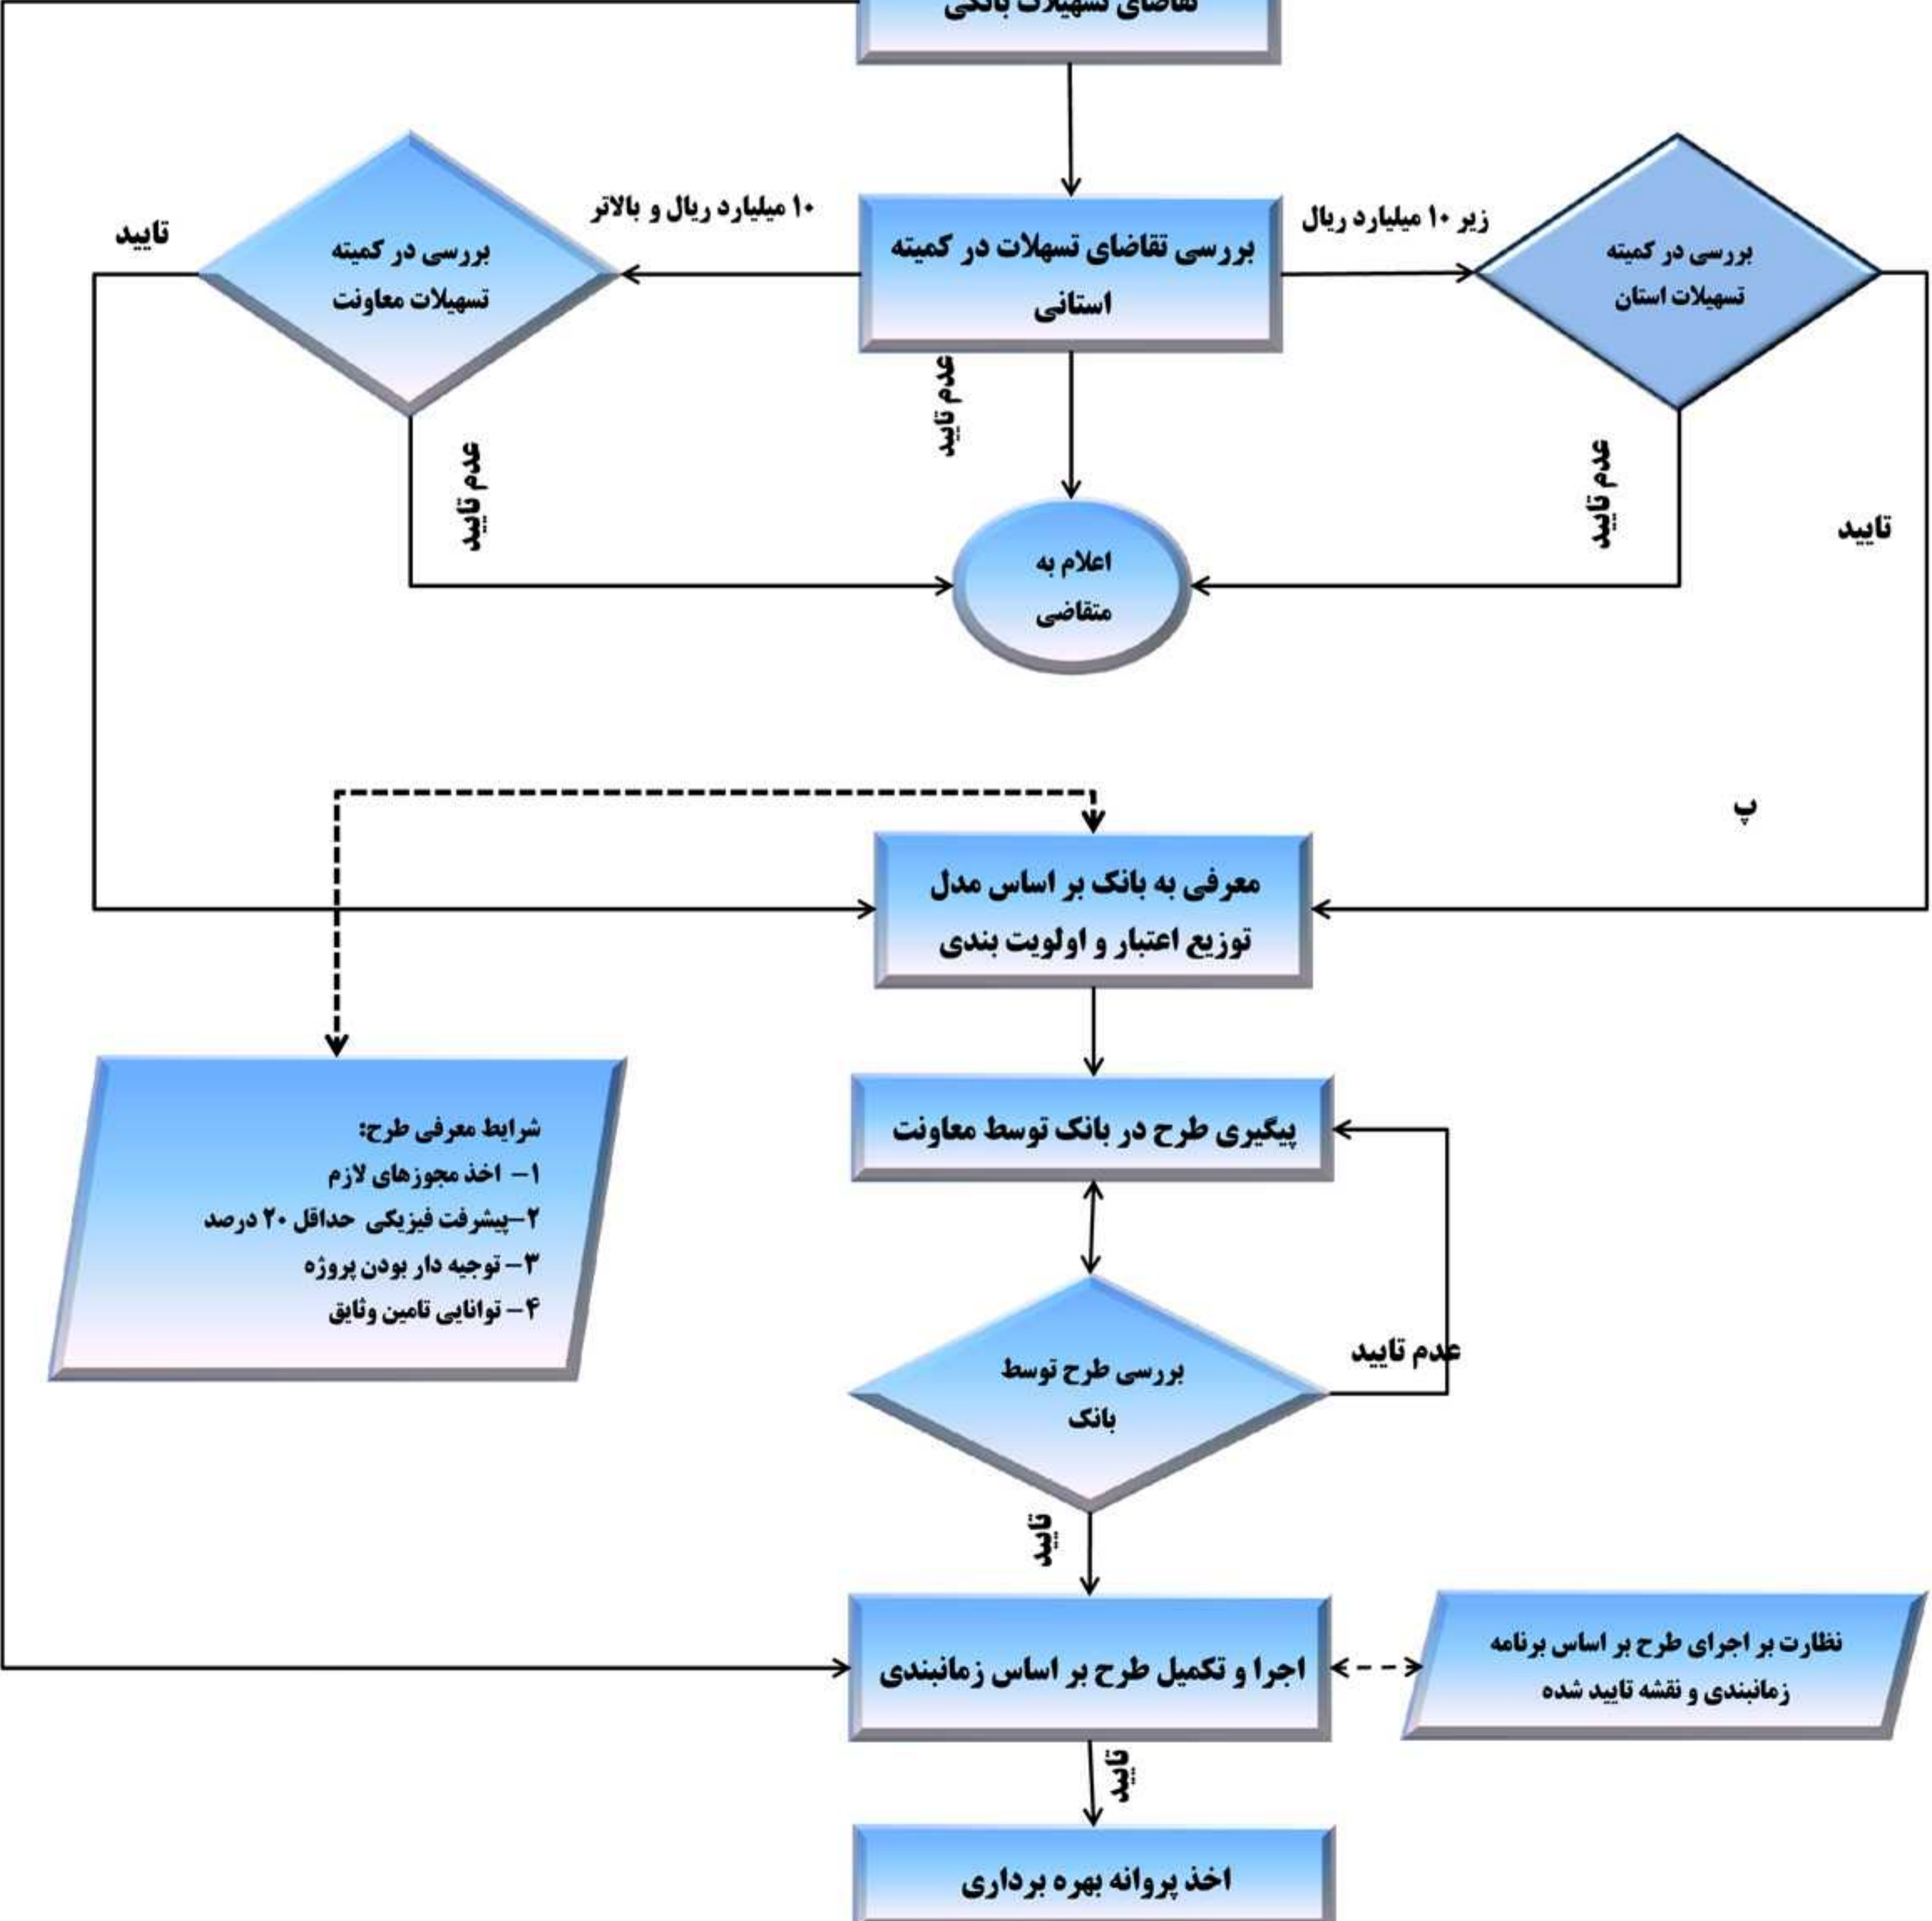 تقاضای تسهیلات بانکی
زیر ۱۰ میلیارد ریال
۱۰ میلیارد ریال و بالاتر
بررسی در کمیته
تسهیلات استان
بررسی تقاضای تسهلات در کمیته
استانی
بررسی در کمیته
تسهیلات معاونت
تایید
عدم تایید
عدم تایید
عدم تایید
تایید
اعلام به
متقاضی
پ
معرفی به بانک بر اساس مدل
توزیع اعتبار و اولویت بندی
شرایط معرفی طرح:
۱- اخذ مجوزهای لازم
۲-پیشرفت فیزیکی حداقل ۲۰ درصد
۳- توجیه دار بودن پروژه
۴- توانایی تامین وثایق
پیگیری طرح در بانک توسط معاونت
عدم تایید
بررسی طرح توسط
بانک
تایید
نظارت بر اجرای طرح بر اساس برنامه
زمانبندی و نقشه تایید شده
اجرا و تکمیل طرح بر اساس زمانبندی
تایید
اخذ پروانه بهره برداری